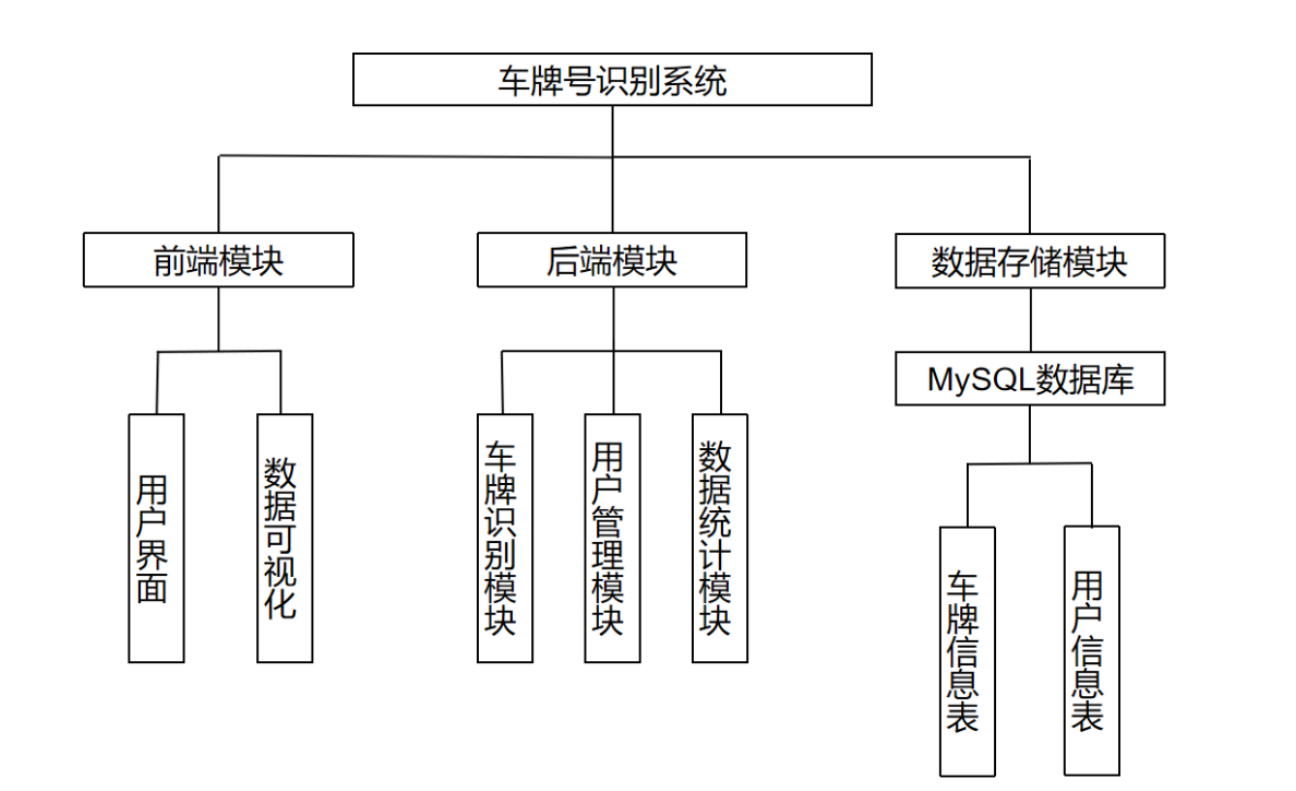 车牌号识别系统
前端模块
后端模块
数据存储模块
MySQL数据库
用户界面
数据可视化
车牌识别模块
用户管理模块
数据统计模块
车牌信息表
用户信息表